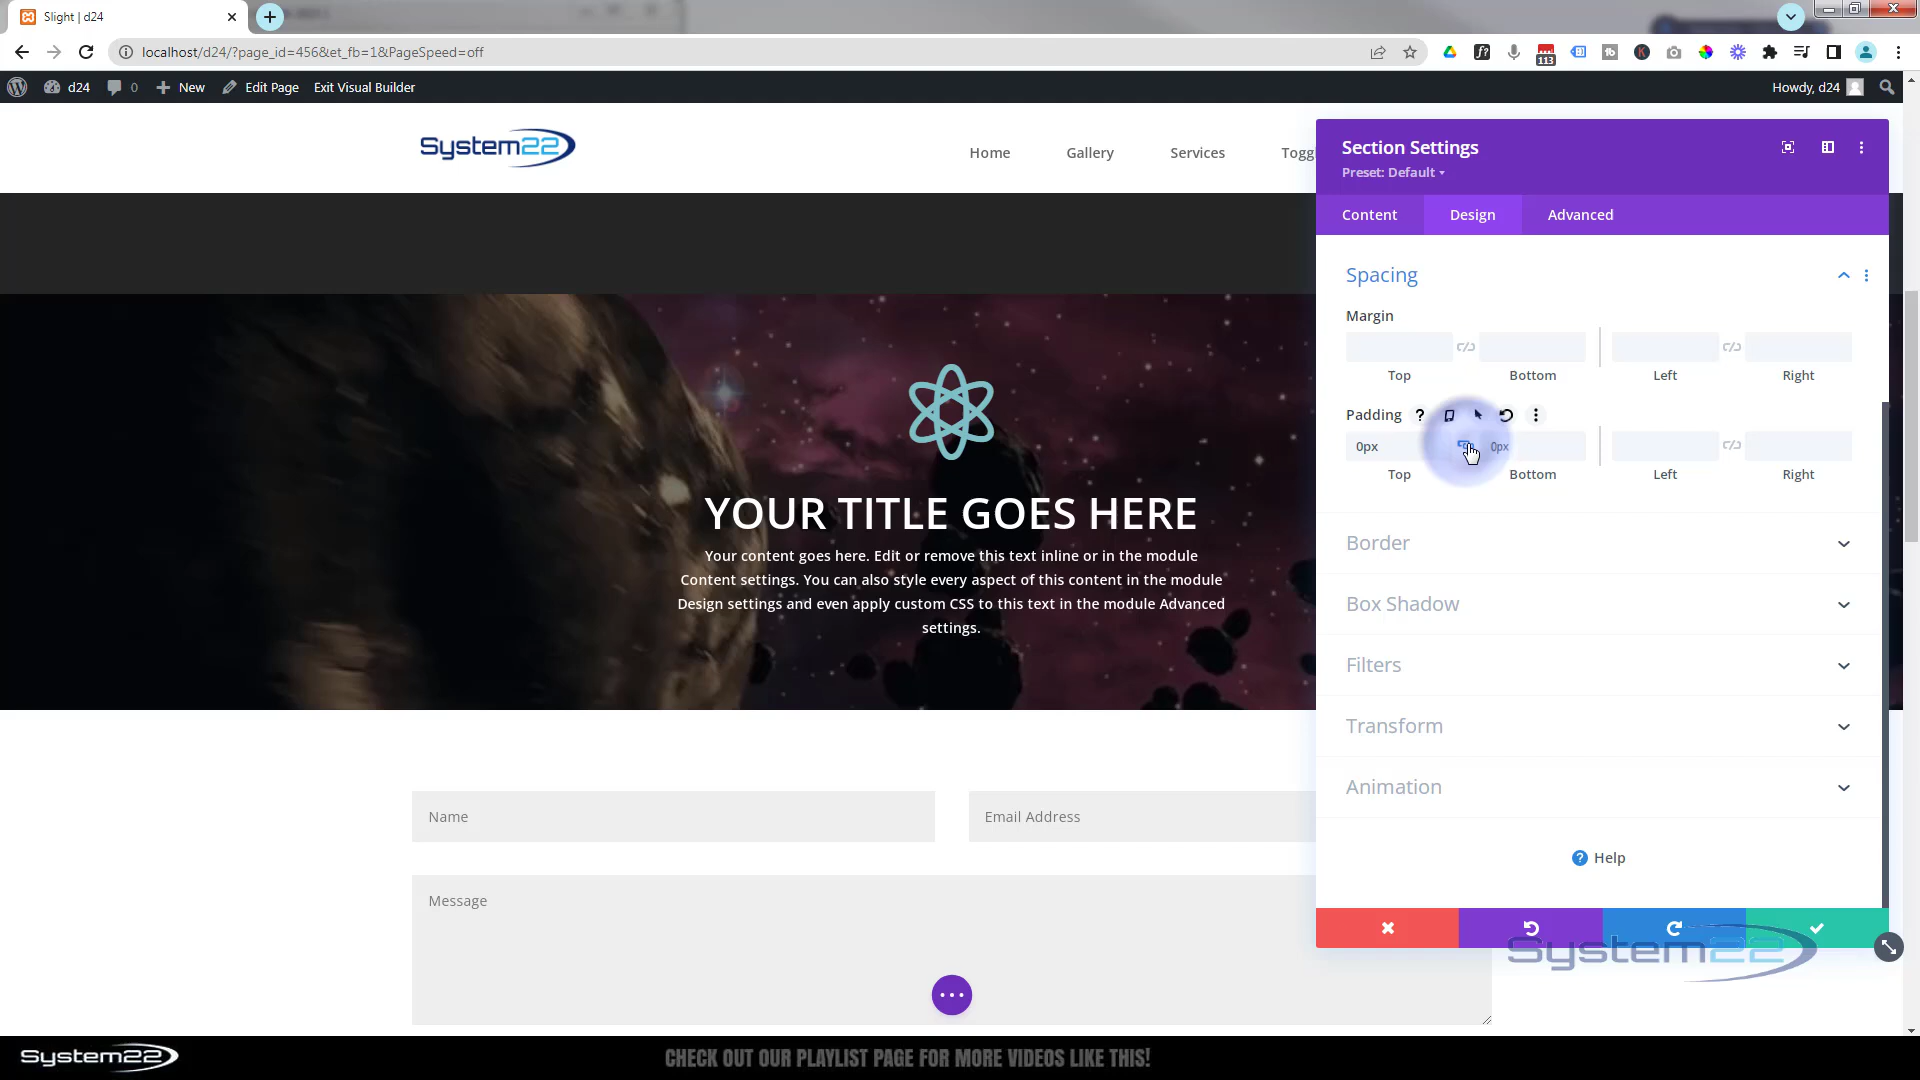 Slight | d24
localhost/d24/?page_id=456&et_fb=1&PageSpeed=off
113
d24 0 New Edit Page Exit Visual Builder Howdy, d24
System22
Home Gallery Services Toggl
Section Settings
Preset: Default
Content Design Advanced
Spacing
Margin
Top Bottom Left Right
Padding ?
0px 0px
Top Bottom Left Right
Border
Box Shadow
Filters
Transform
Animation
? Help
YOUR TITLE GOES HERE
Your content goes here. Edit or remove this text inline or in the module
Content settings. You can also style every aspect of this content in the module
Design settings and even apply custom CSS to this text in the module Advanced
settings.
Name Email Address
Message
System22
System22
CHECK OUT OUR PLAYLIST PAGE FOR MORE VIDEOS LIKE THIS!